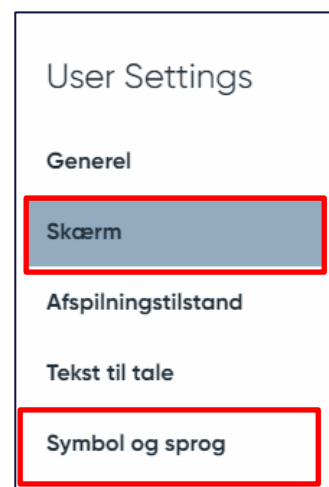 User Settings
Generel
Skærm
Afspilningstilstand
Tekst til tale
Symbol og sprog